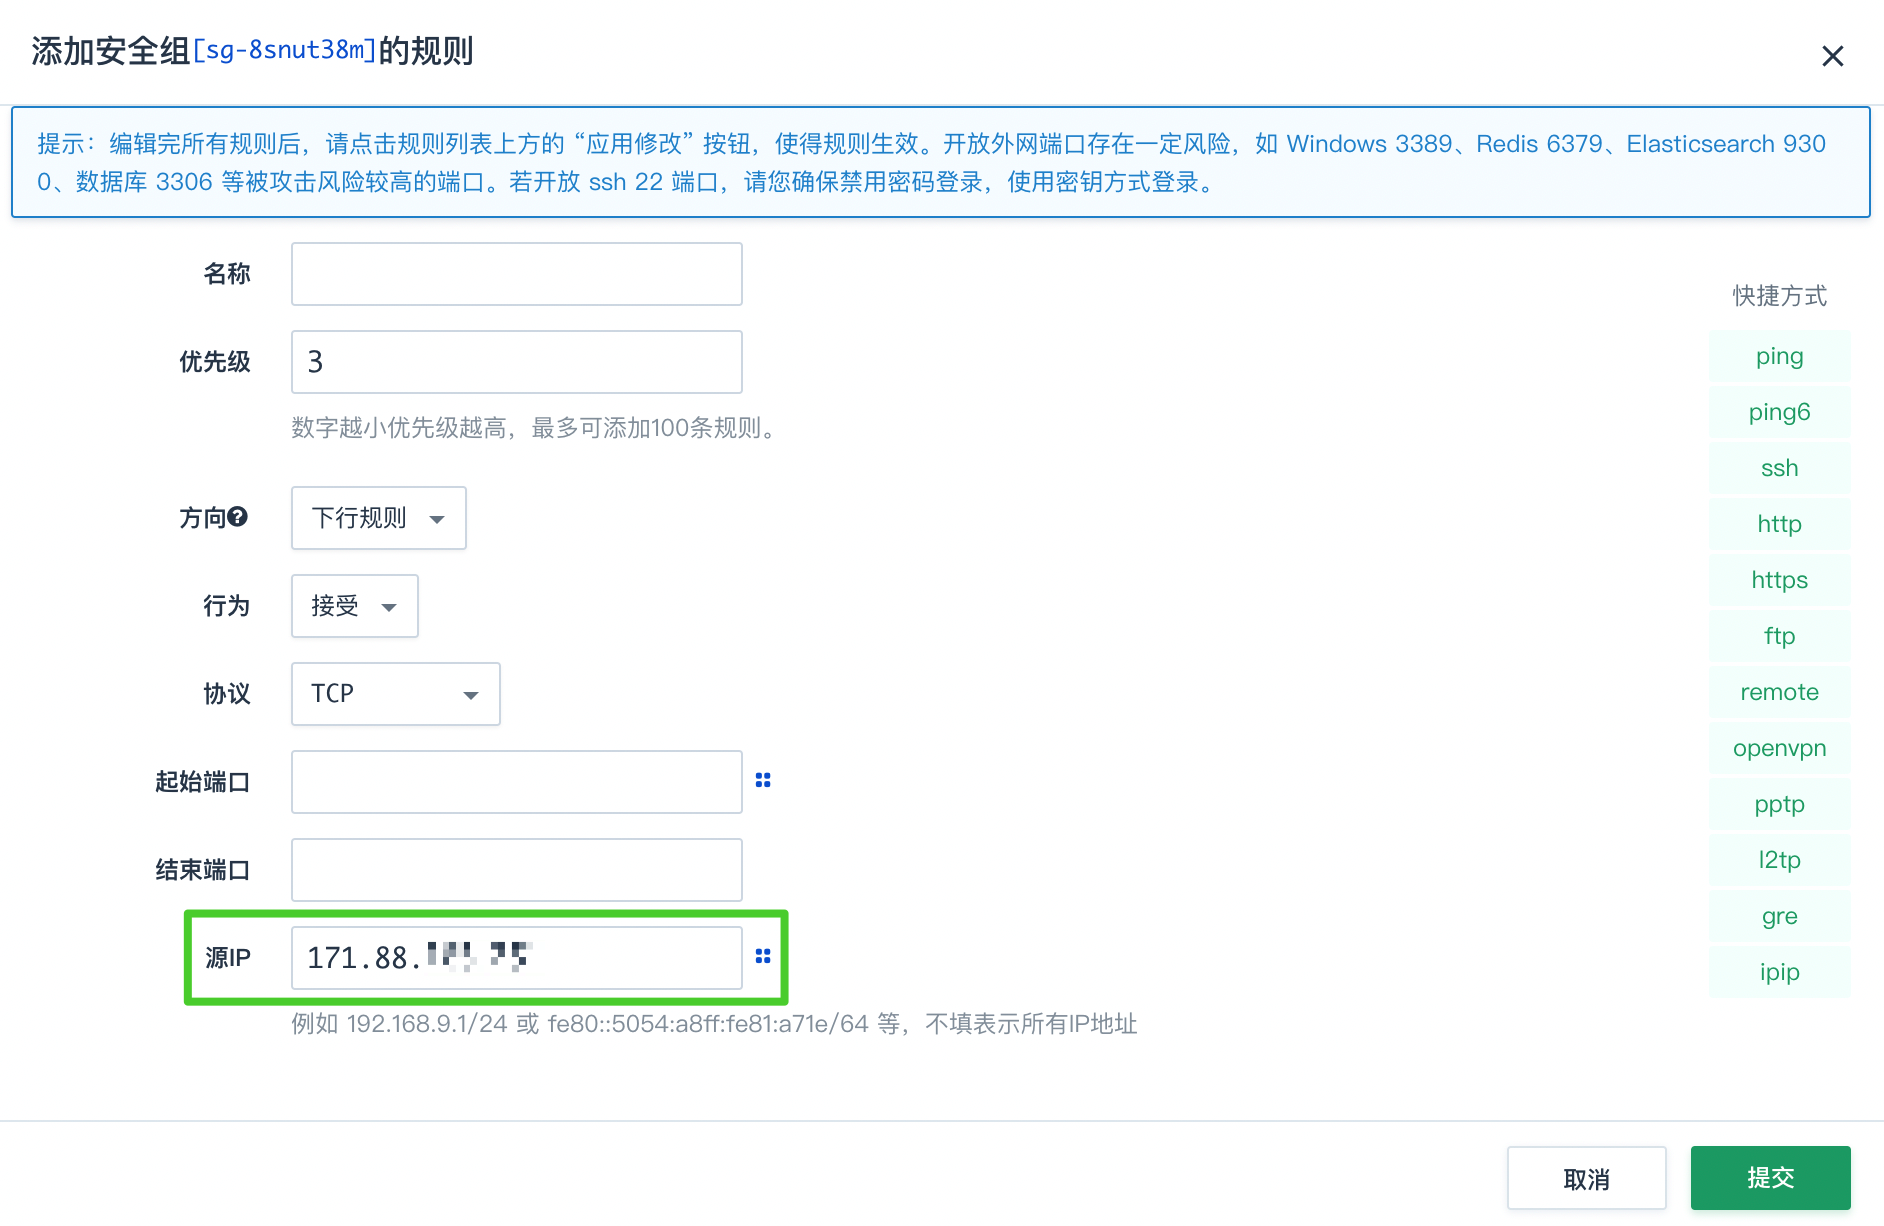 添加安全组[sg-8snut38m]的规则
提示：编辑完所有规则后，请点击规则列表上方的 “应用修改” 按钮，使得规则生效。开放外网端口存在一定风险，如 Windows 3389、Redis 6379、Elasticsearch 930
0、数据库 3306 等被攻击风险较高的端口。若开放 ssh 22 端口，请您确保禁用密码登录，使用密钥方式登录。
名称
优先级 3
数字越小优先级越高，最多可添加100条规则。
方向 下行规则
行为 接受
协议 TCP
起始端口
结束端口
源IP 171.88.
例如 192.168.9.1/24 或 fe80::5054:a8ff:fe81:a71e/64 等，不填表示所有IP地址
快捷方式
ping
ping6
ssh
http
https
ftp
remote
openvpn
pptp
l2tp
gre
ipip
取消
提交